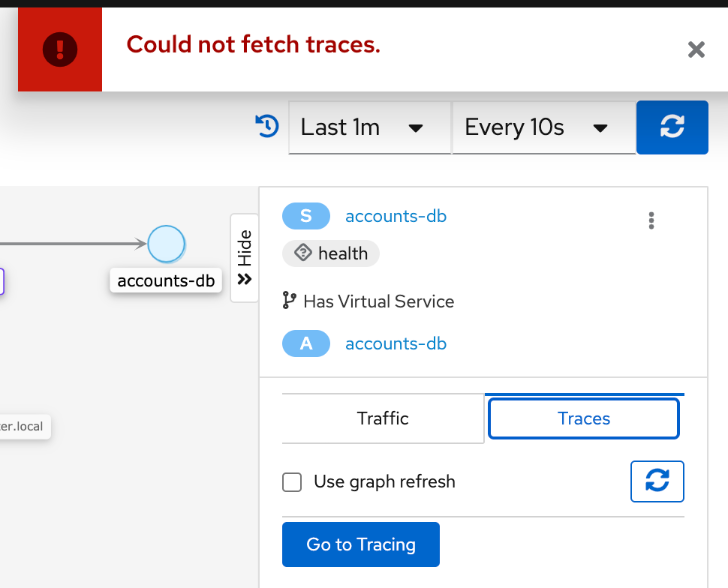 Could not fetch traces.
Last 1m
Every 10s
S accounts-db
health
Has Virtual Service
A accounts-db
Hide
accounts-db
er.local
Traffic
Traces
Use graph refresh
Go to Tracing